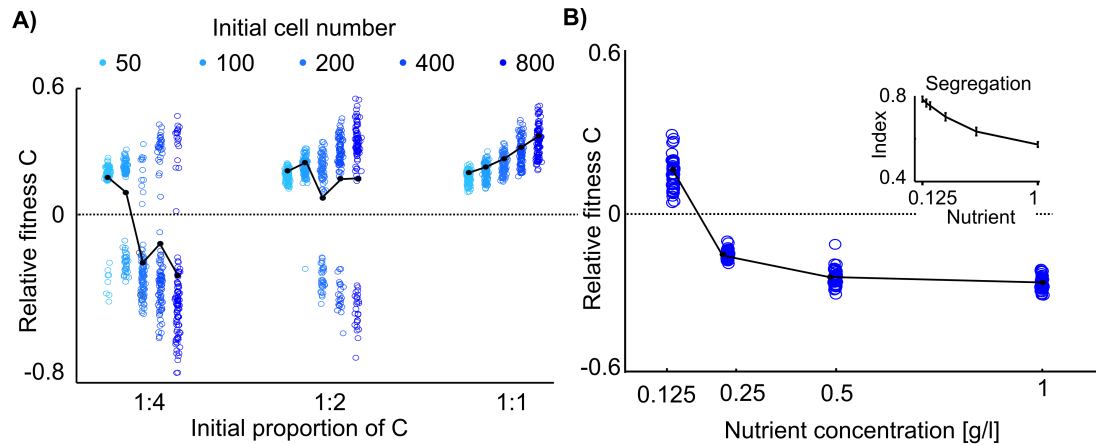 A)
Initial cell number
50 100 200 400 800
0.6
0
-0.8
Relative fitness C
1:4 1:2 1:1
Initial proportion of C
B)
0.6
0
-0.6
Relative fitness C
0.125 0.25 0.5 1
Nutrient concentration [g/l]
Segregation
0.8
0.4
Index
0.125 1
Nutrient